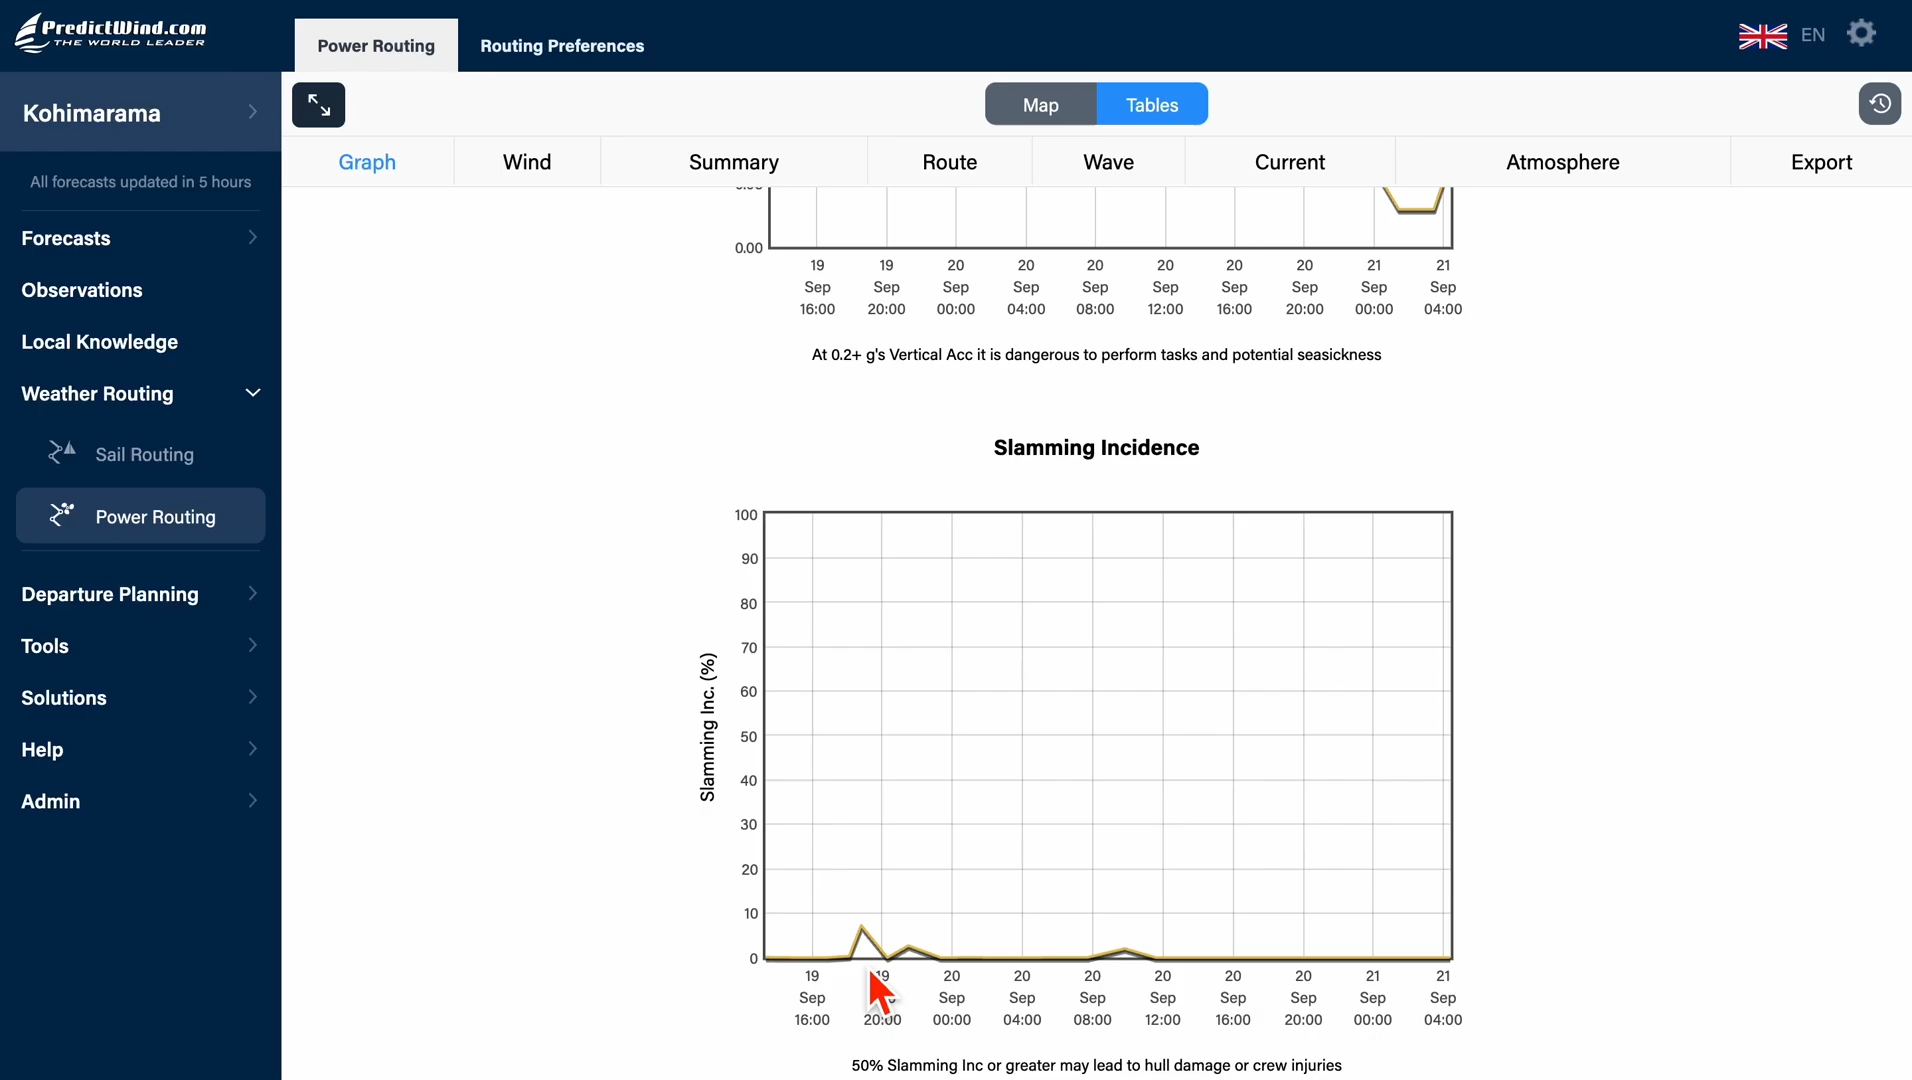 PredictWind.com
THE WORLD LEADER
Power Routing
Routing Preferences
EN
Kohimarama
Map
Tables
Graph
Wind
Summary
Route
Wave
Current
Atmosphere
Export
All forecasts updated in 5 hours
Forecasts
Observations
Local Knowledge
Weather Routing
Sail Routing
Power Routing
Departure Planning
Tools
Solutions
Help
Admin
0.00
19 19 20 20 20 20 20 20 21 21
Sep Sep Sep Sep Sep Sep Sep Sep Sep Sep
16:00 20:00 00:00 04:00 08:00 12:00 16:00 20:00 00:00 04:00
At 0.2+ g's Vertical Acc it is dangerous to perform tasks and potential seasickness
Slamming Incidence
Slamming Inc. (%)
100
90
80
70
60
50
40
30
20
10
0
19 19 20 20 20 20 20 20 21 21
Sep Sep Sep Sep Sep Sep Sep Sep Sep
16:00 20:00 00:00 04:00 08:00 12:00 16:00 20:00 00:00 04:00
50% Slamming Inc or greater may lead to hull damage or crew injuries